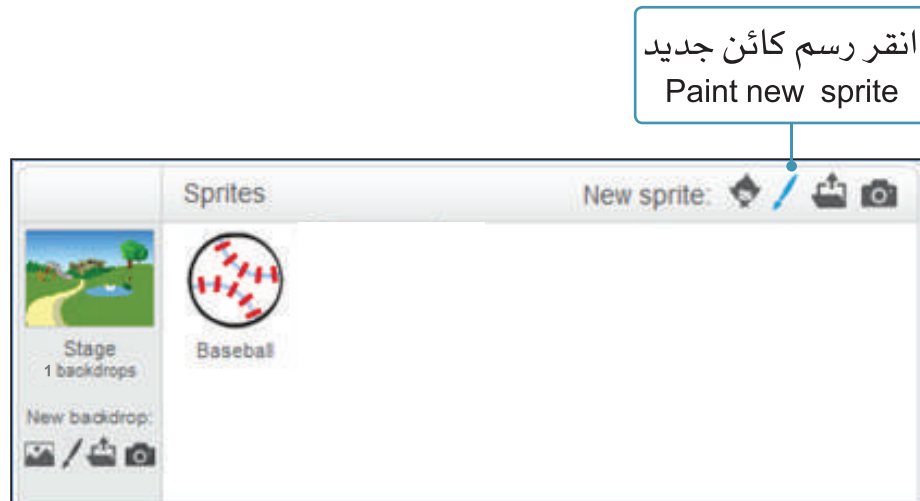 انقر رسم كائن جديد
Paint new sprite
Sprites
New sprite:
Stage
1 backdrops
New backdrop:
Baseball